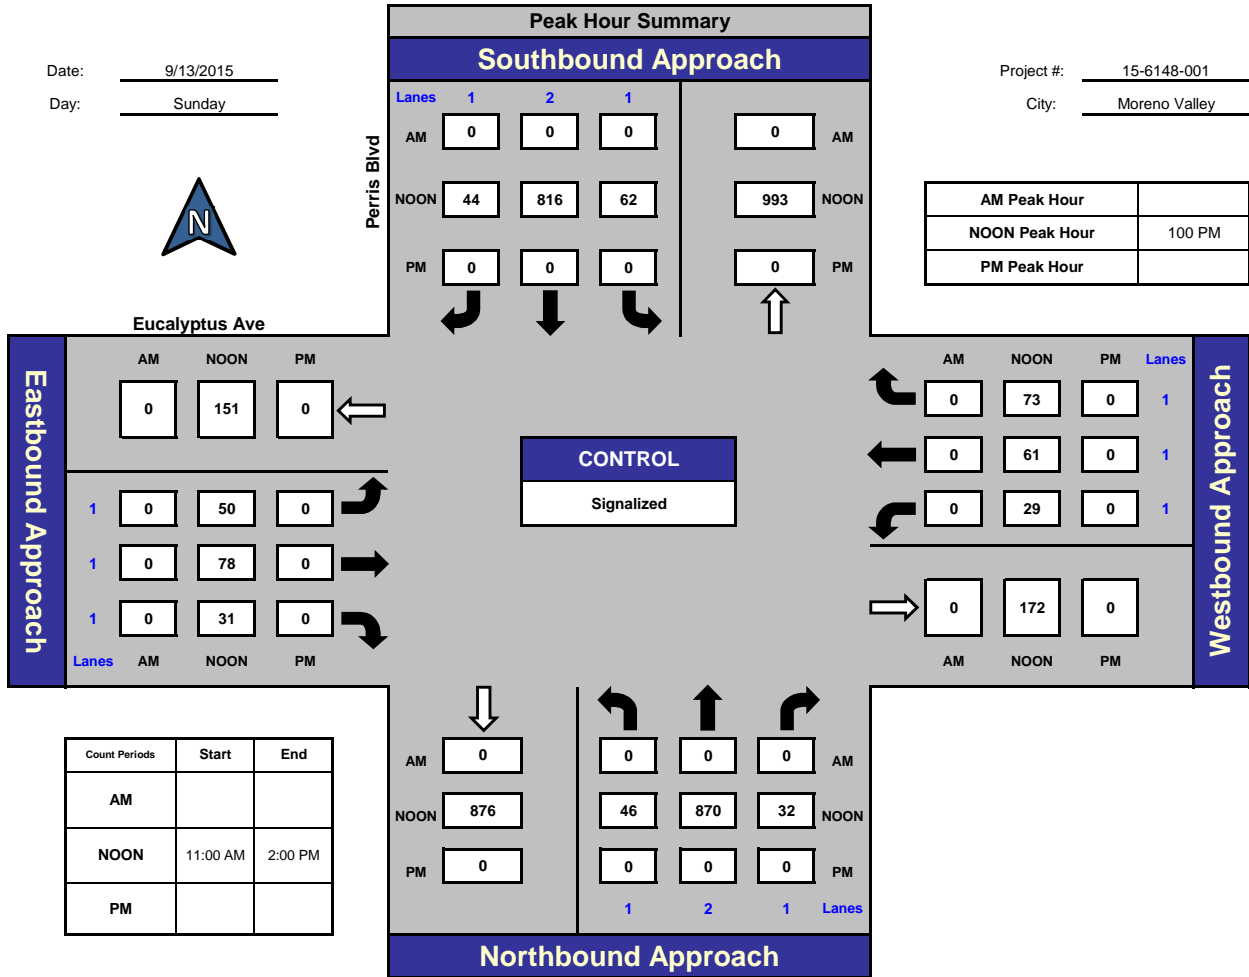 Peak Hour Summary
Southbound Approach
Date: 9/13/2015
Day: Sunday
Project #: 15-6148-001
City: Moreno Valley
N
Perris Blvd
Lanes 1 2 1
AM 0 0 0 0 AM
NOON 44 816 62 993 NOON
PM 0 0 0 0 PM
AM Peak Hour
NOON Peak Hour 100 PM
PM Peak Hour
Eucalyptus Ave
Eastbound Approach
AM NOON PM
0 151 0
1 0 50 0
1 0 78 0
1 0 31 0
Lanes AM NOON PM
CONTROL
Signalized
AM NOON PM Lanes
0 73 0 1
0 61 0 1
0 29 0 1
0 172 0
AM NOON PM
Westbound Approach
Count Periods Start End
AM
NOON 11:00 AM 2:00 PM
PM
AM 0 0 0 0 AM
NOON 876 46 870 32 NOON
PM 0 0 0 0 PM
1 2 1 Lanes
Northbound Approach